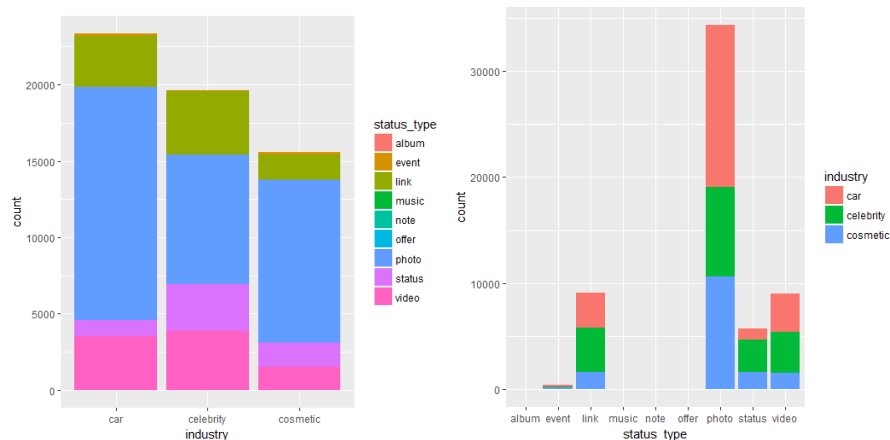 20000
15000
10000
5000
0
count
car celebrity cosmetic
industry
status_type
album
event
link
music
note
offer
photo
status
video
30000
20000
10000
0
count
album event link music note offer photo status video
status_type
industry
car
celebrity
cosmetic